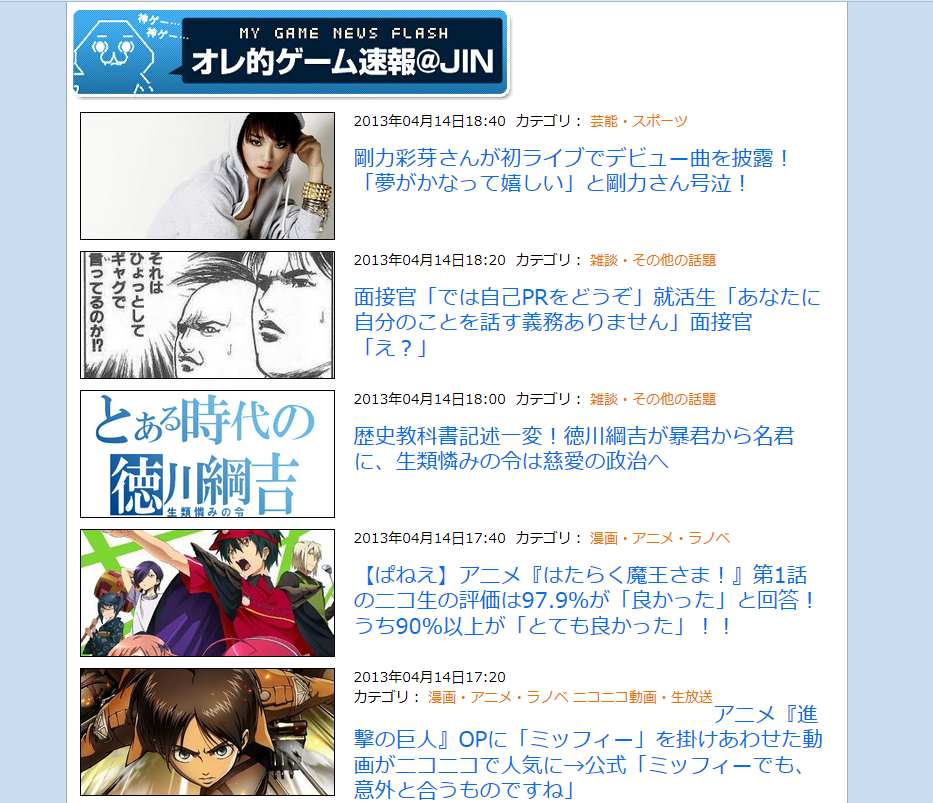 神ゲー…
神ゲー…
MY GAME NEWS FLASH
オレ的ゲーム速報@JIN
2013年04月14日18:40 カテゴリ： 芸能・スポーツ
剛力彩芽さんが初ライブでデビュー曲を披露！
「夢がかなって嬉しい」と剛力さん号泣！
2013年04月14日18:20 カテゴリ： 雑談・その他の話題
それは
ひょっとして
ギャグで
言ってるのか!?
面接官「では自己PRをどうぞ」就活生「あなたに
自分のことを話す義務ありません」面接官
「え？」
2013年04月14日18:00 カテゴリ： 雑談・その他の話題
とある時代の
徳川綱吉
生類憐みの令
歴史教科書記述一変！徳川綱吉が暴君から名君
に、生類憐みの令は慈愛の政治へ
2013年04月14日17:40 カテゴリ： 漫画・アニメ・ラノベ
【ぱねえ】アニメ『はたらく魔王さま！』第1話
のニコ生の評価は97.9%が「良かった」と回答！
うち90%以上が「とても良かった」！！
2013年04月14日17:20
カテゴリ： 漫画・アニメ・ラノベ ニコニコ動画・生放送
アニメ『進
撃の巨人』OPに「ミッフィー」を掛けあわせた動
画がニコニコで人気に→公式「ミッフィーでも、
意外と合うものですね」